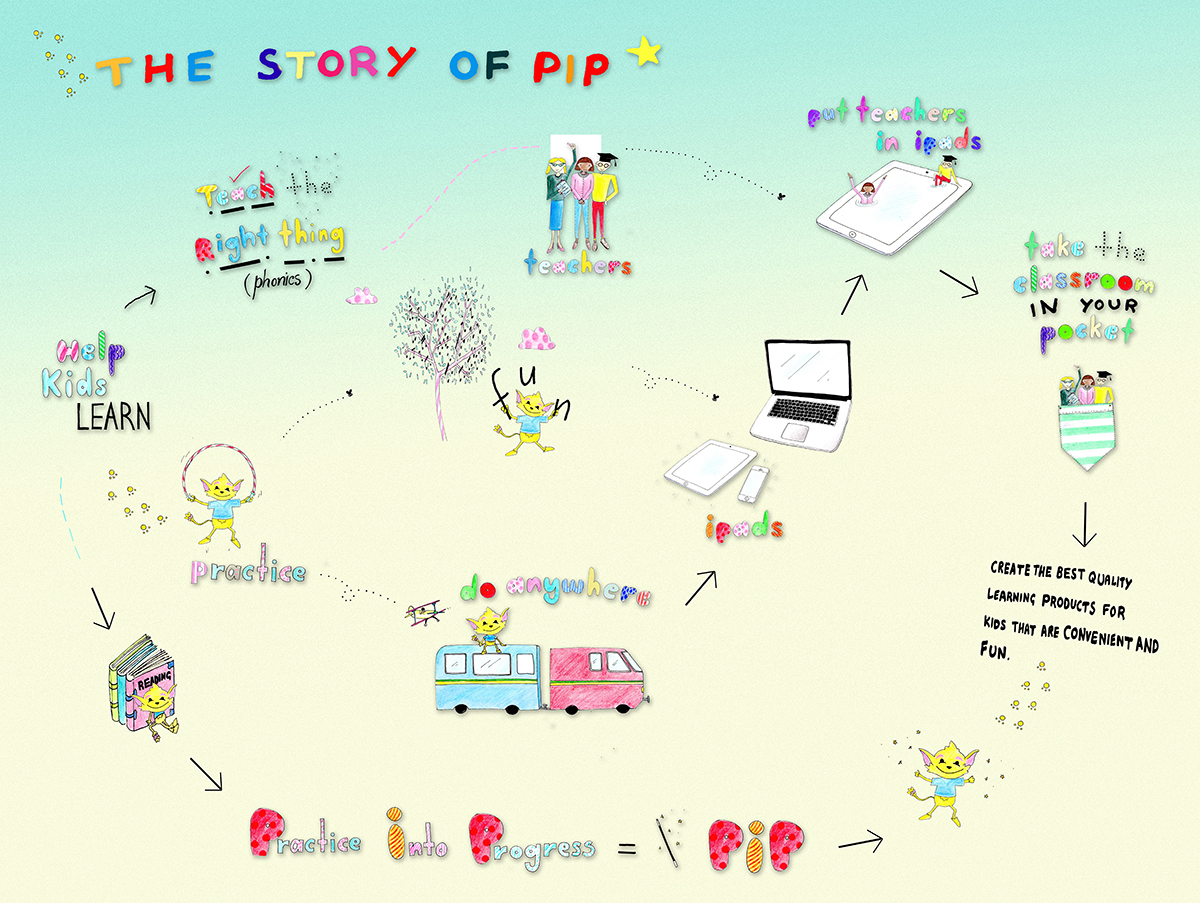 THE STORY OF PIP
Teach the
Right thing
(phonics)
teachers
put teachers
in ipads
take the
classroom
IN YOUR
pocket
Help
Kids
LEARN
fun
practice
ipads
do anywhere
READING
CREATE THE BEST QUALITY
LEARNING PRODUCTS FOR
KIDS THAT ARE CONVENIENT AND
FUN.
Practice Into Progress = PiP